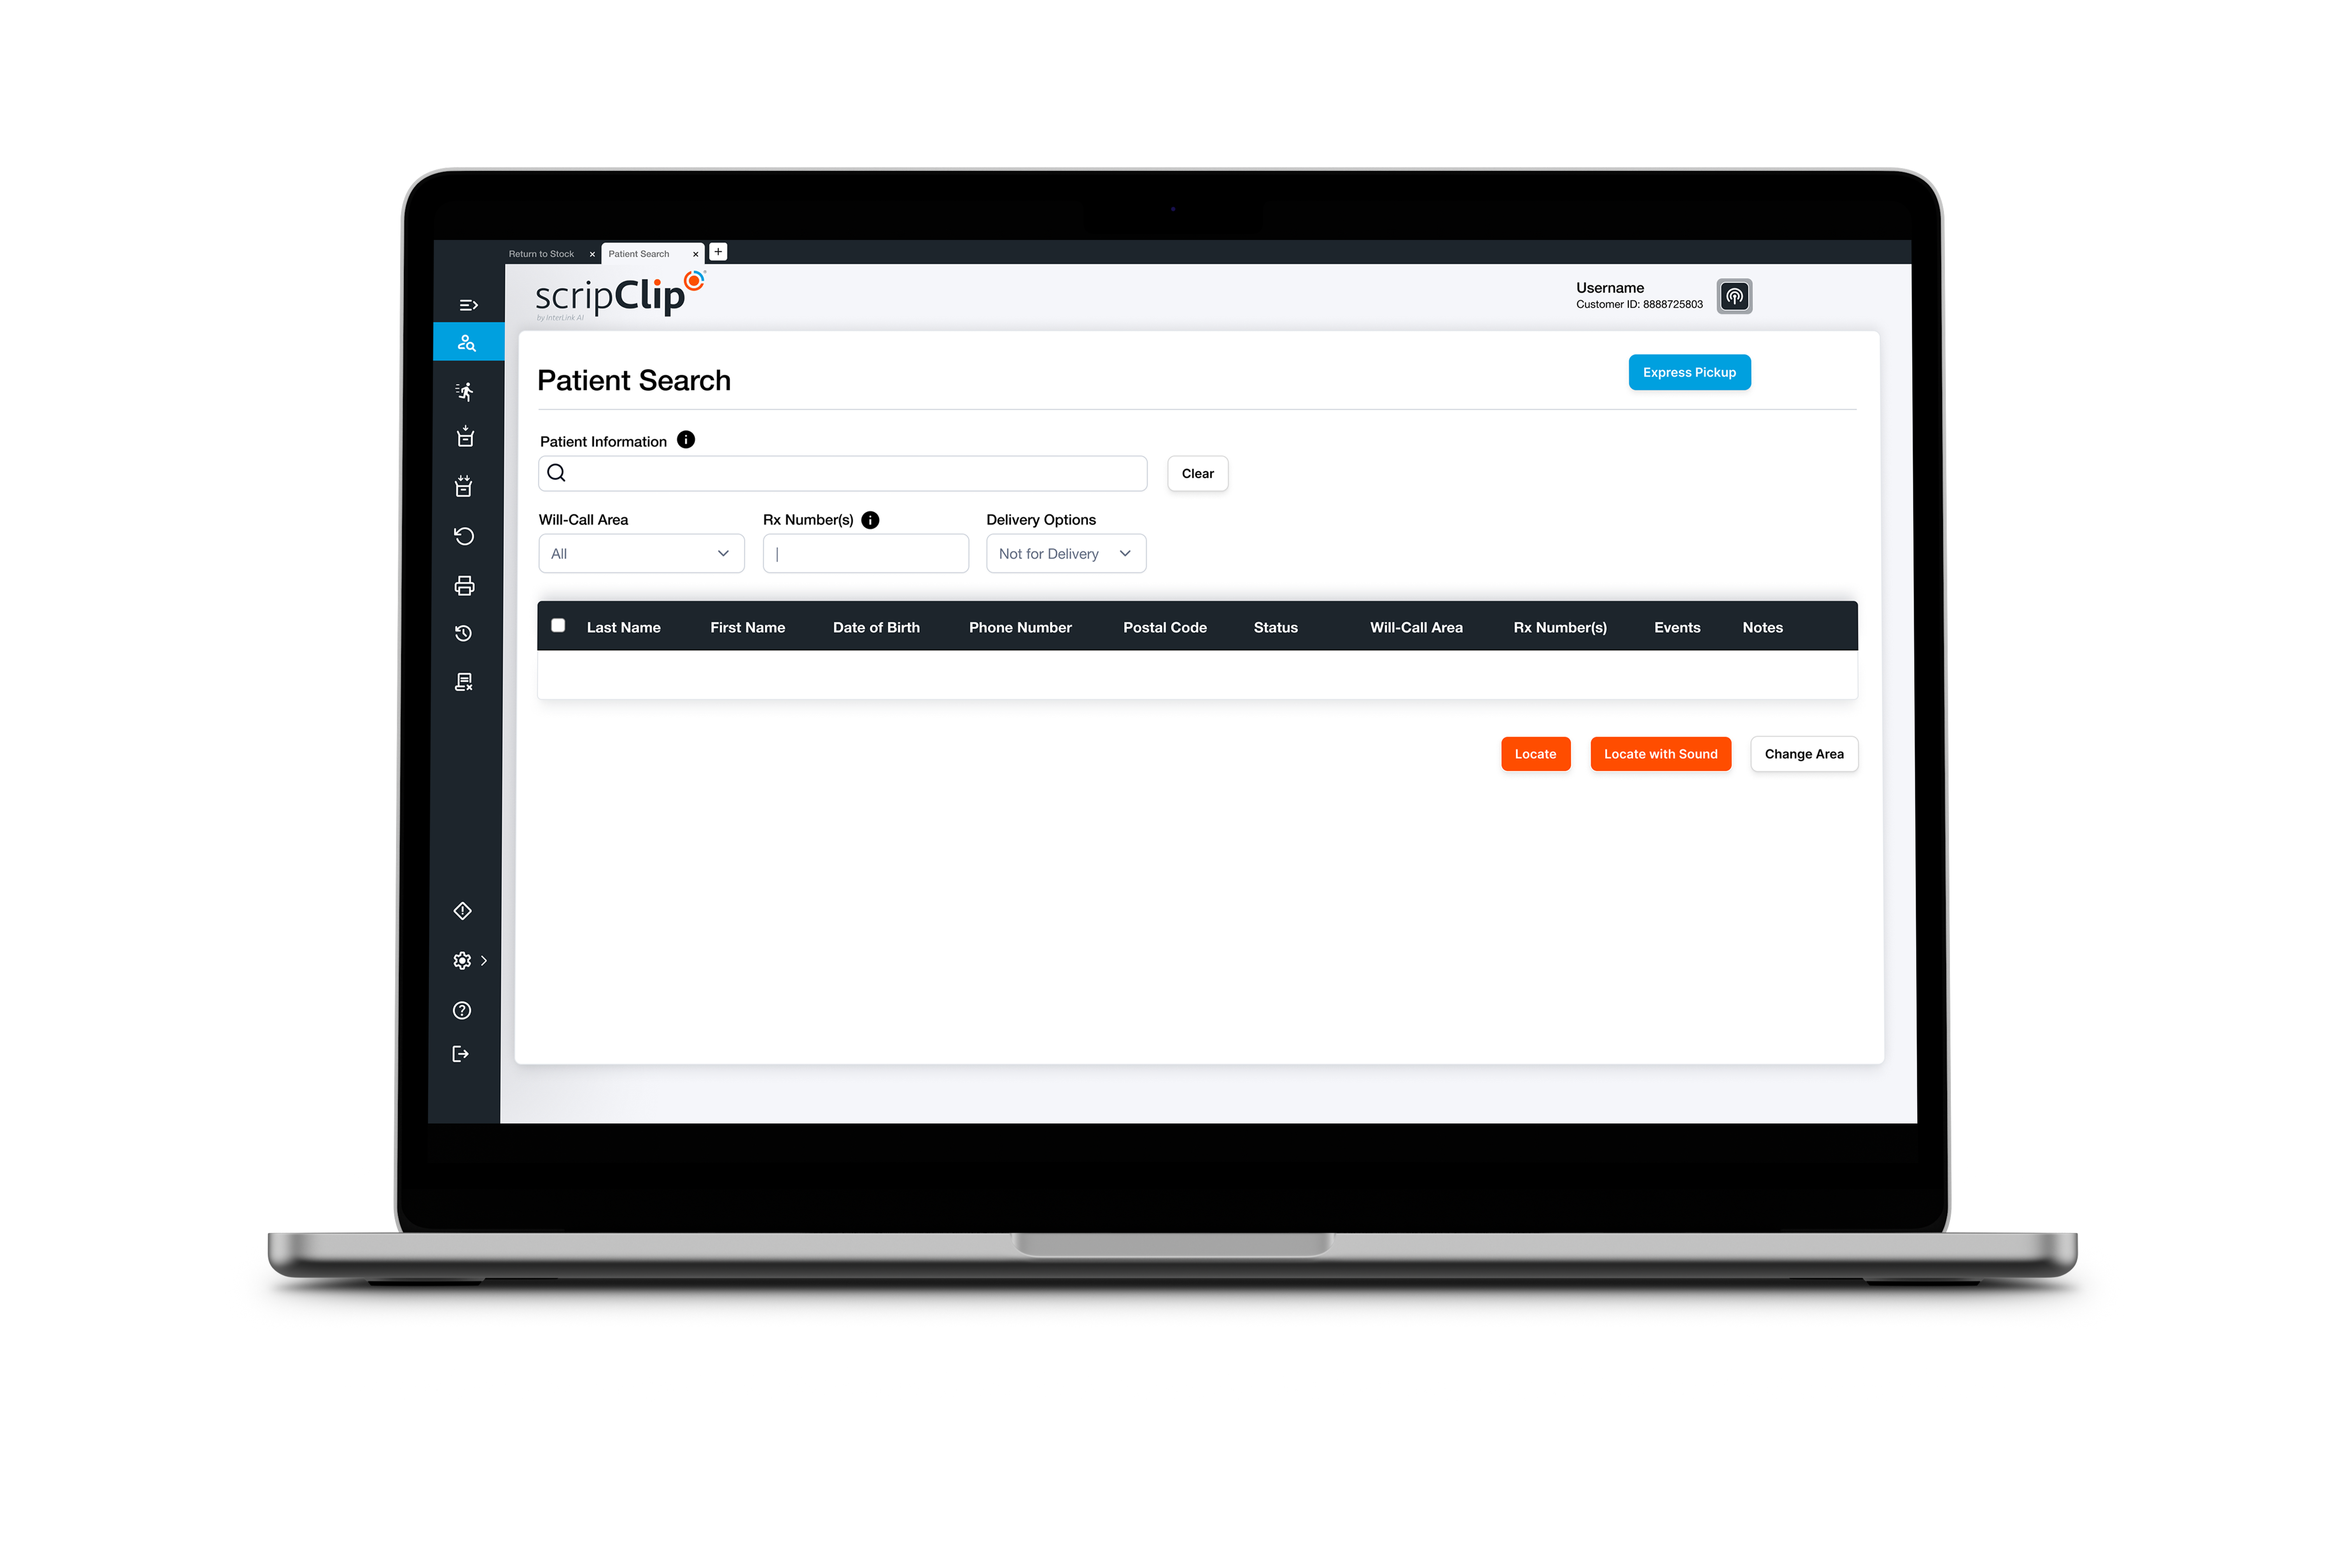 Return to Stock
Patient Search
scripClip
by InterLink AI
Username
Customer ID: 8888725803
Patient Search
Express Pickup
Patient Information
Clear
Will-Call Area Rx Number(s) Delivery Options
All Not for Delivery
Last Name First Name Date of Birth Phone Number Postal Code Status Will-Call Area Rx Number(s) Events Notes
Locate Locate with Sound Change Area